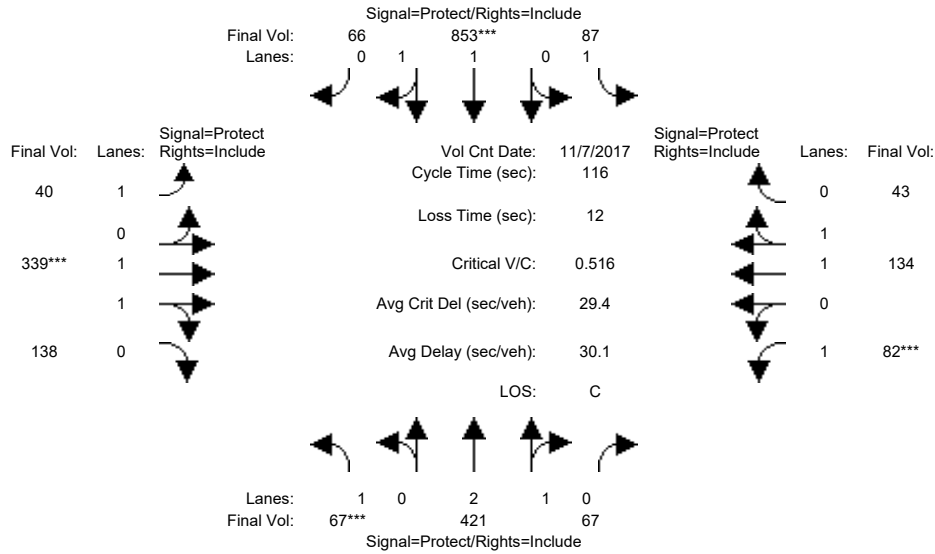 Signal=Protect/Rights=Include
Final Vol: 66 853*** 87
Lanes: 0 1 1 0 1
Signal=Protect
Final Vol: Lanes: Rights=Include
Vol Cnt Date: 11/7/2017
Signal=Protect
Rights=Include Lanes: Final Vol:
Cycle Time (sec): 116
40 1
0 43
Loss Time (sec): 12
0
1
339*** 1
Critical V/C: 0.516
1 134
1
Avg Crit Del (sec/veh): 29.4
0
138 0
Avg Delay (sec/veh): 30.1
1 82***
LOS: C
Lanes: 1 0 2 1 0
Final Vol: 67*** 421 67
Signal=Protect/Rights=Include